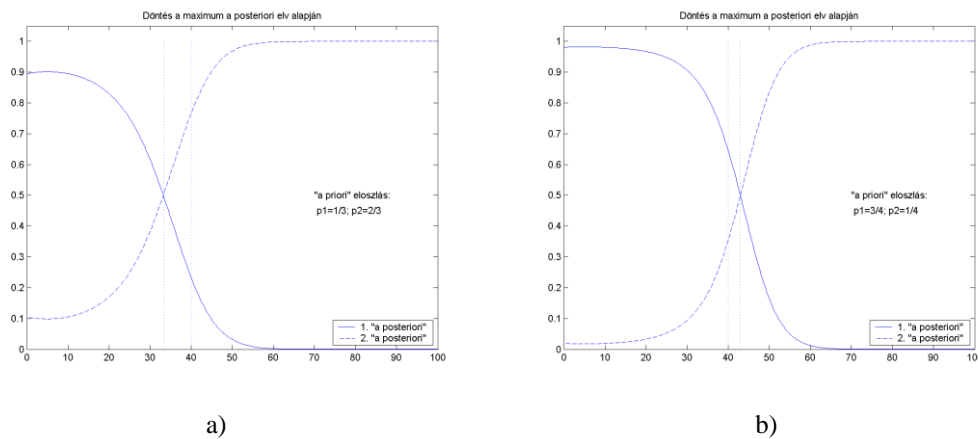 Döntés a maximum a posteriori elv alapján
1
0.9
0.8
0.7
0.6
0.5
0.4
0.3
0.2
0.1
0
0 10 20 30 40 50 60 70 80 90 100
"a priori" eloszlás:
p1=1/3; p2=2/3
1. "a posteriori"
2. "a posteriori"
a)
Döntés a maximum a posteriori elv alapján
1
0.9
0.8
0.7
0.6
0.5
0.4
0.3
0.2
0.1
0
0 10 20 30 40 50 60 70 80 90 100
"a priori" eloszlás:
p1=3/4; p2=1/4
1. "a posteriori"
2. "a posteriori"
b)